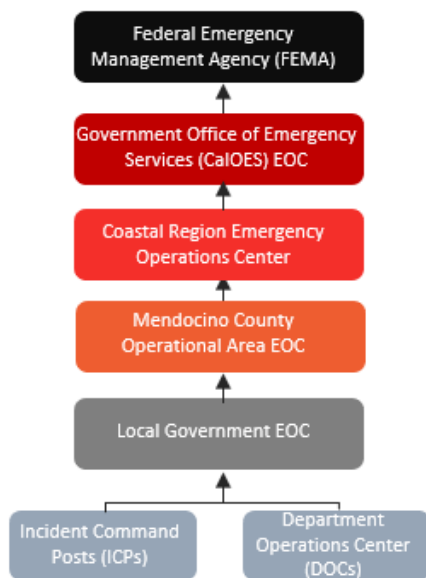 Federal Emergency
Management Agency (FEMA)
Government Office of Emergency
Services (CalOES) EOC
Coastal Region Emergency
Operations Center
Mendocino County
Operational Area EOC
Local Government EOC
Incident Command
Posts (ICPs)
Department
Operations Center
(DOCs)